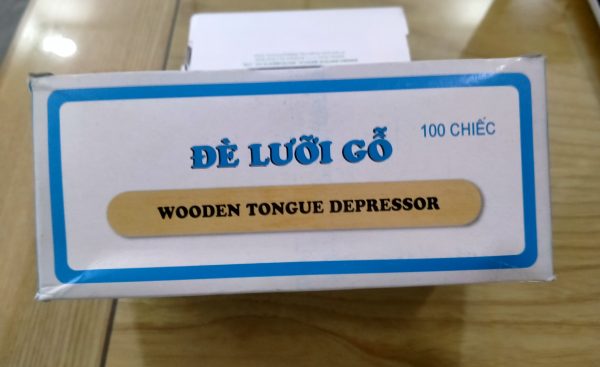 ĐÈ LƯỠI GỖ
100 CHIẾC
WOODEN TONGUE DEPRESSOR